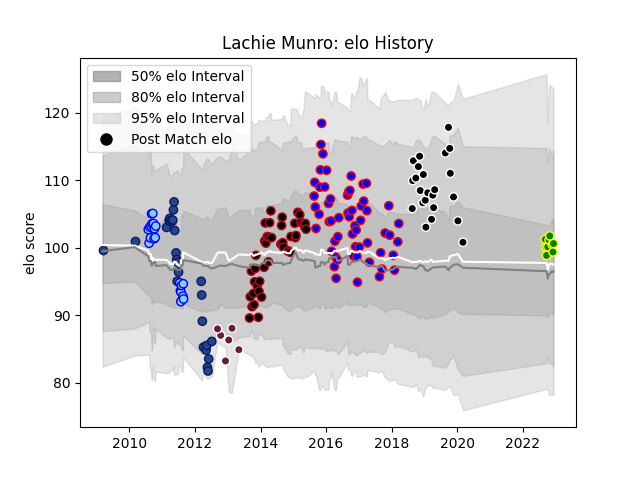 Lachie Munro: elo History
50% elo Interval
80% elo Interval
95% elo Interval
Post Match elo
elo score
120
110
100
90
80
2010 2012 2014 2016 2018 2020 2022